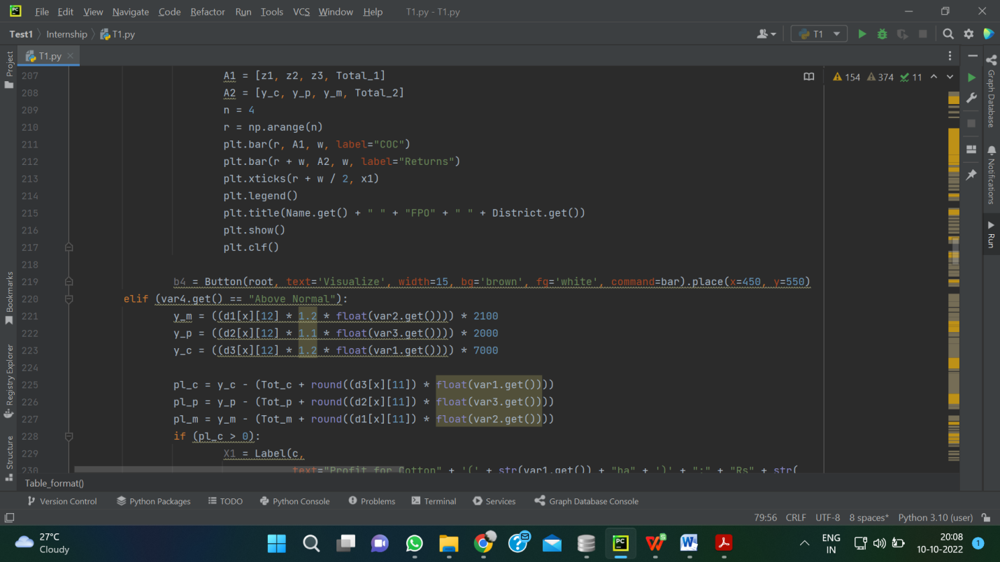 PC File Edit View Navigate Code Refactor Run Tools VCS Window Help T1.py - T1.py
Test1 Internship T1.py T1
T1.py
Project
Bookmarks
Registry Explorer
Structure
154 374 11
207 A1 = [z1, z2, z3, Total_1]
208 A2 = [y_c, y_p, y_m, Total_2]
209 n = 4
210 r = np.arange(n)
211 plt.bar(r, A1, w, label="COC")
212 plt.bar(r + w, A2, w, label="Returns")
213 plt.xticks(r + w / 2, x1)
214 plt.legend()
215 plt.title(Name.get() + " " + "FPO" + " " + District.get())
216 plt.show()
217 plt.clf()
218
219 b4 = Button(root, text='Visualize', width=15, bg='brown', fg='white', command=bar).place(x=450, y=550)
220 elif (var4.get() == "Above Normal"):
221 y_m = ((d1[x][12] * 1.2 * float(var2.get()))) * 2100
222 y_p = ((d2[x][12] * 1.1 * float(var3.get()))) * 2000
223 y_c = ((d3[x][12] * 1.2 * float(var1.get()))) * 7000
224
225 pl_c = y_c - (Tot_c + round((d3[x][11]) * float(var1.get())))
226 pl_p = y_p - (Tot_p + round((d2[x][11]) * float(var3.get())))
227 pl_m = y_m - (Tot_m + round((d1[x][11]) * float(var2.get())))
228 if (pl_c > 0):
229 X1 = Label(c,
230 text="Profit for Cotton" + '(' + str(var1.get()) + "ha" + ')' + ":" + "Rs" + str(
Graph Database
Notifications
Run
Table_format()
Version Control Python Packages TODO Python Console Problems Terminal Services Graph Database Console
79:56 CRLF UTF-8 8 spaces* Python 3.10 (user)
27°C
Cloudy
PC
ENG
IN
20:08
10-10-2022
1